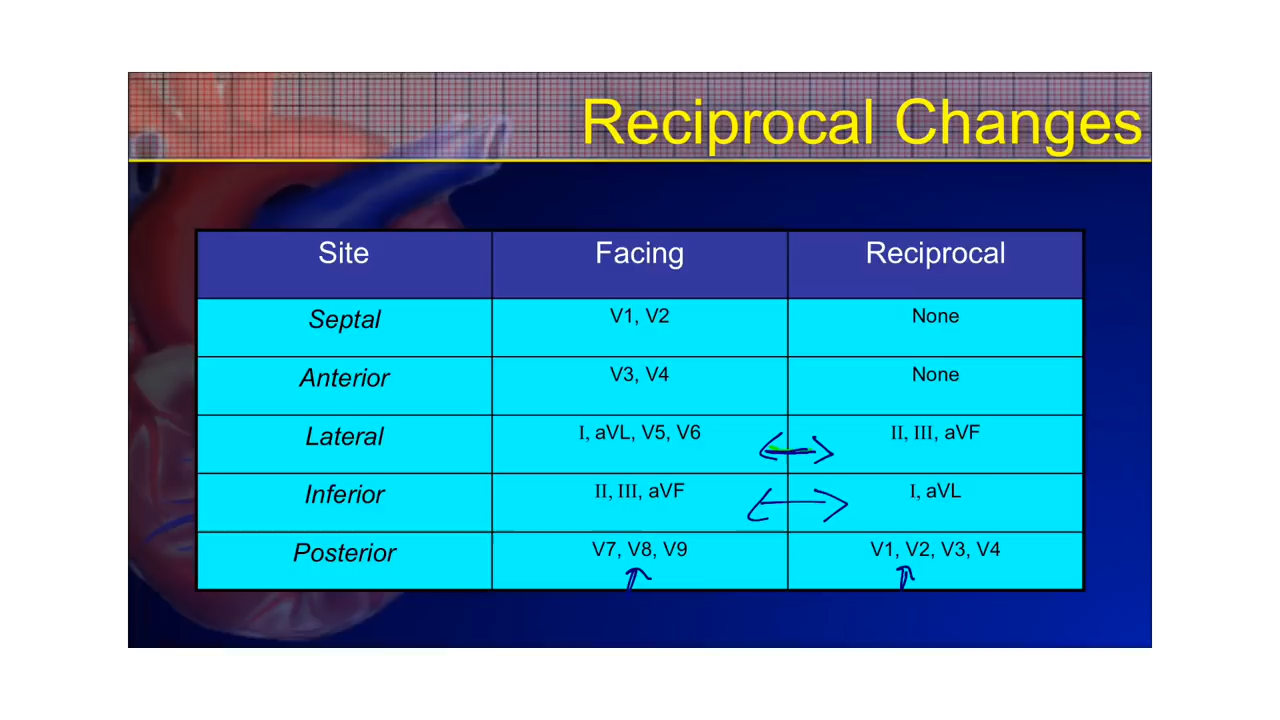 Reciprocal Changes
Site Facing Reciprocal
Septal V1, V2 None
Anterior V3, V4 None
Lateral I, aVL, V5, V6 II, III, aVF
Inferior II, III, aVF I, aVL
Posterior V7, V8, V9 V1, V2, V3, V4